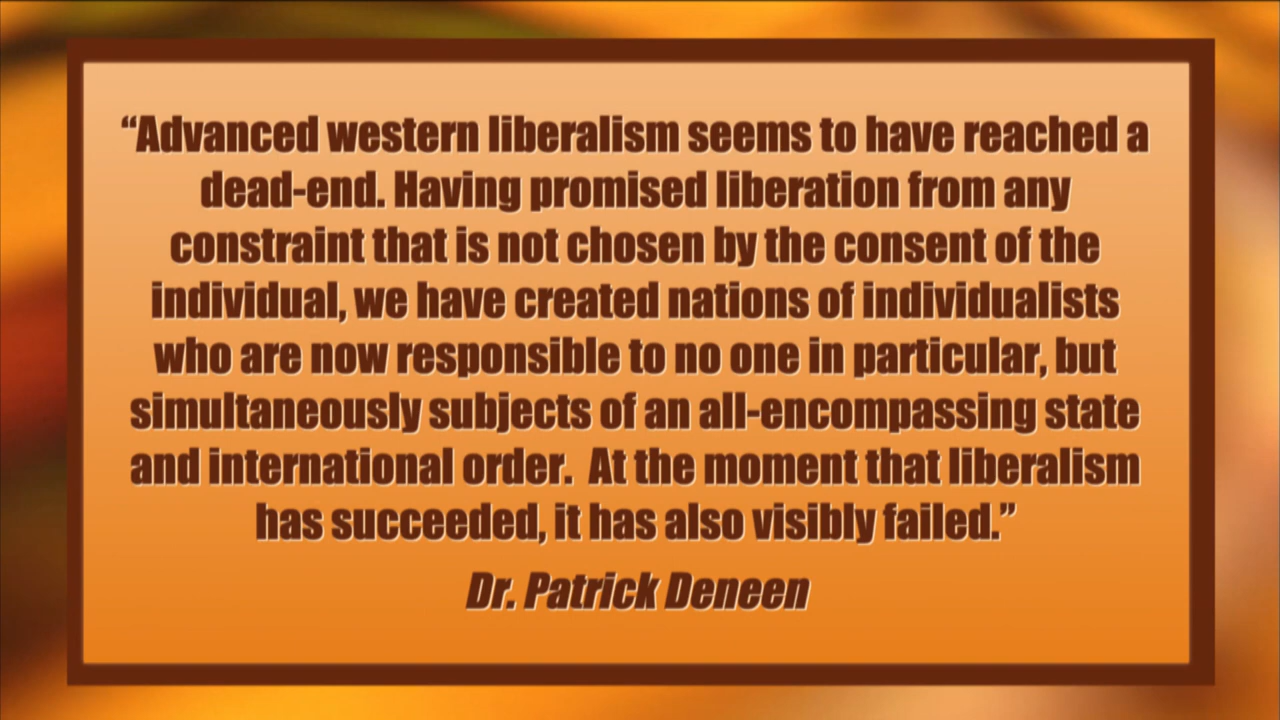 “Advanced western liberalism seems to have reached a
dead-end. Having promised liberation from any
constraint that is not chosen by the consent of the
individual, we have created nations of individualists
who are now responsible to no one in particular, but
simultaneously subjects of an all-encompassing state
and international order.  At the moment that liberalism
has succeeded, it has also visibly failed.”
Dr. Patrick Deneen